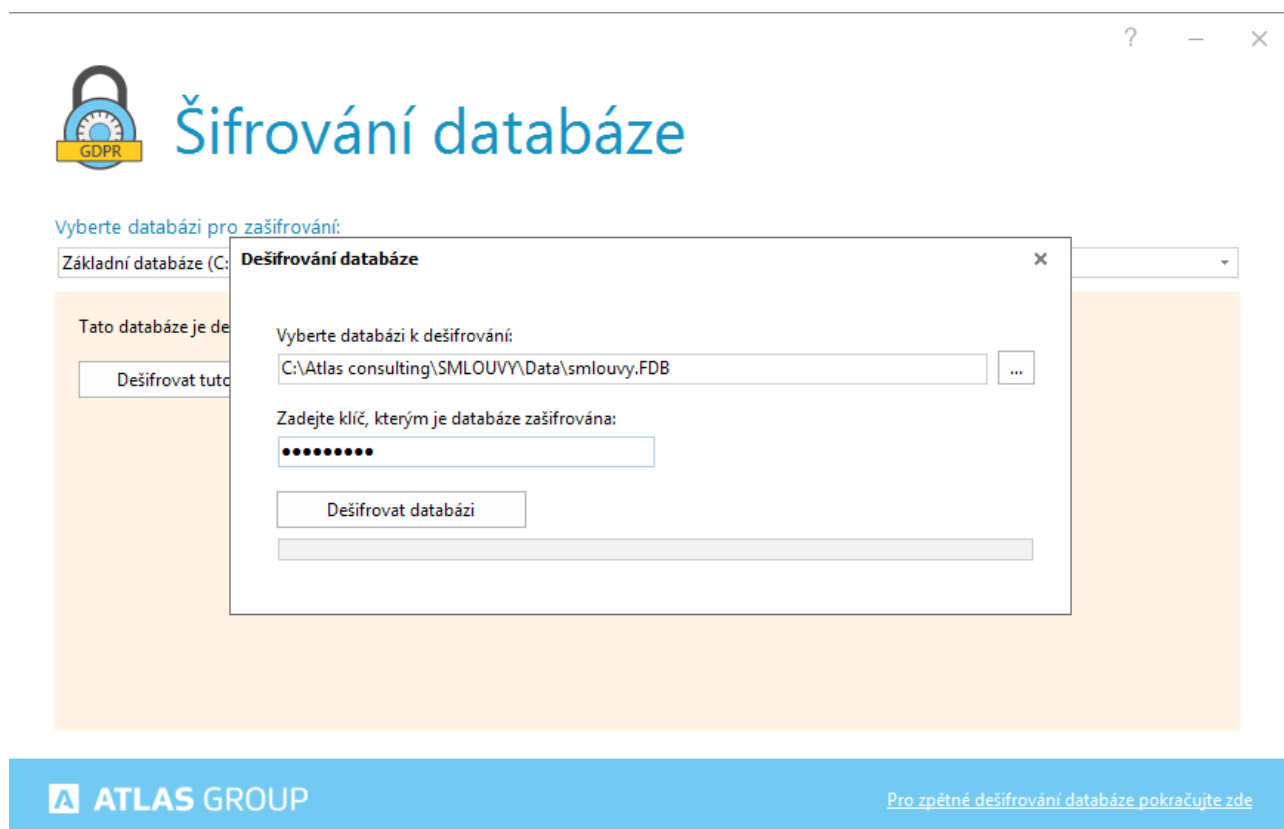 ?
GDPR
Šifrování databáze
Vyberte databázi pro zašifrování:
Základní databáze (C:
Tato databáze je de
Dešifrovat tuto
Dešifrování databáze
Vyberte databázi k dešifrování:
C:\Atlas consulting\SMLOUVY\Data\smlouvy.FDB
...
Zadejte klíč, kterým je databáze zašifrována:
•••••••••
Dešifrovat databázi
ATLAS GROUP
Pro zpětné dešifrování databáze pokračujte zde